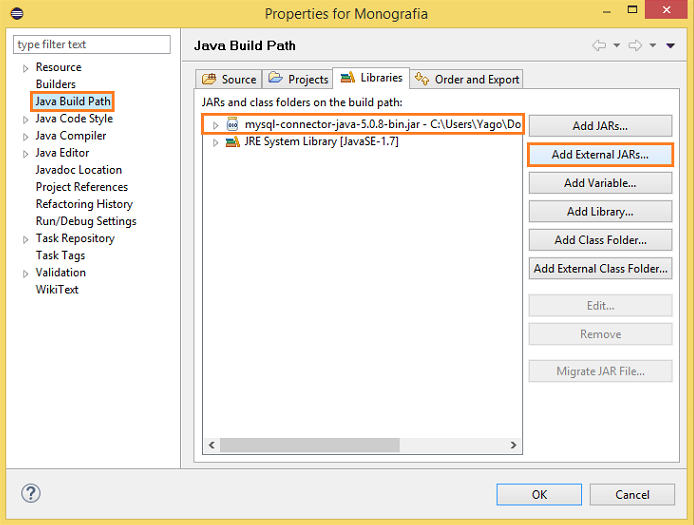 Properties for Monografia
type filter text
Resource
Builders
Java Build Path
Java Code Style
Java Compiler
Java Editor
Javadoc Location
Project References
Refactoring History
Run/Debug Settings
Task Repository
Task Tags
Validation
WikiText
Java Build Path
Source
Projects
Libraries
Order and Export
JARs and class folders on the build path:
mysql-connector-java-5.0.8-bin.jar - C:\Users\Yago\Do
JRE System Library [JavaSE-1.7]
Add JARs...
Add External JARs...
Add Variable...
Add Library...
Add Class Folder...
Add External Class Folder...
Edit...
Remove
Migrate JAR File...
OK
Cancel